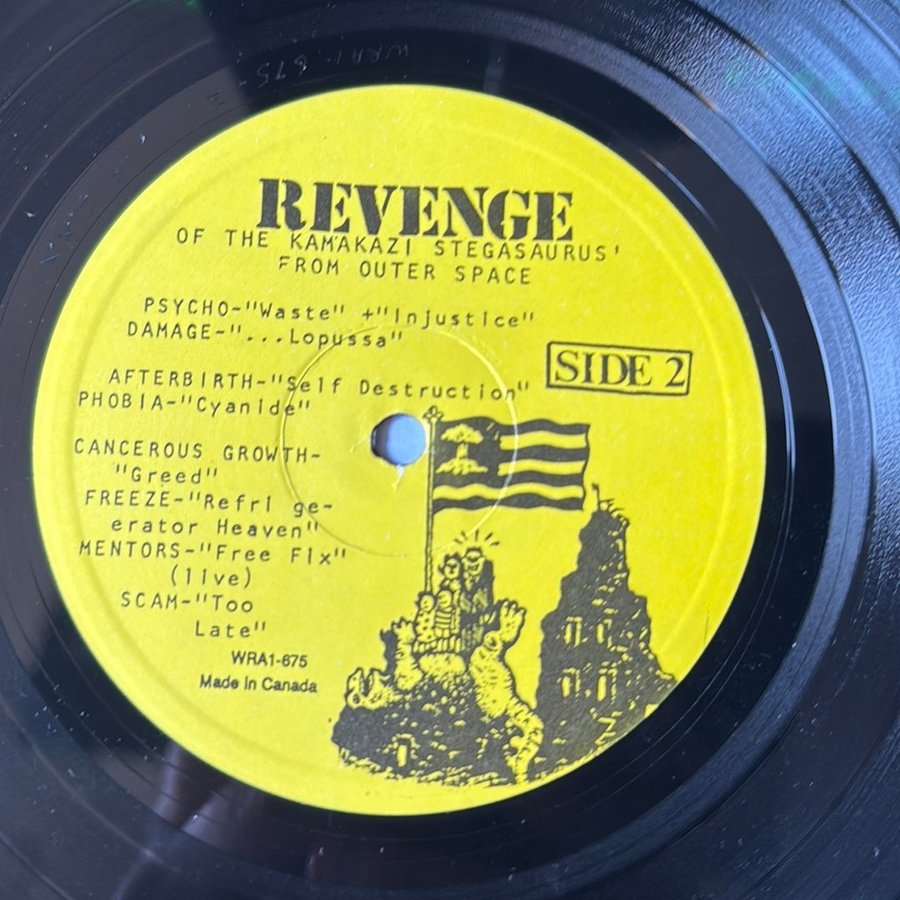 WRA1-675-
REVENGE
OF THE KAMAKAZI STEGASAURUS'
FROM OUTER SPACE
PSYCHO-"Waste" +"Injustice"
DAMAGE-"...Lopussa"
SIDE 2
AFTERBIRTH-"Self Destruction"
PHOBIA-"Cyanide"
CANCEROUS GROWTH-
"Greed"
FREEZE-"Refri ge-
erator Heaven"
MENTORS-"Free Fix"
(live)
SCAM-"Too
Late"
WRA1-675
Made In Canada